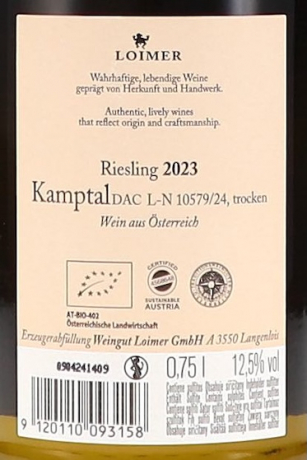 LOIMER
Wahrhaftige, lebendige Weine
geprägt von Herkunft und Handwerk.
Authentic, lively wines
that reflect origin and craftsmanship.
Riesling 2023
Kamptal DAC L-N 10579/24, trocken
Wein aus Österreich
CERTIFIED
SUSTAINABLE
AUSTRIA
AT-BIO-402
Österreichische Landwirtschaft
Erzeugerabfüllung Weingut Loimer GmbH A 3550 Langenlois
0904241409
0,75 l 12,5% vol
9 120110 093158